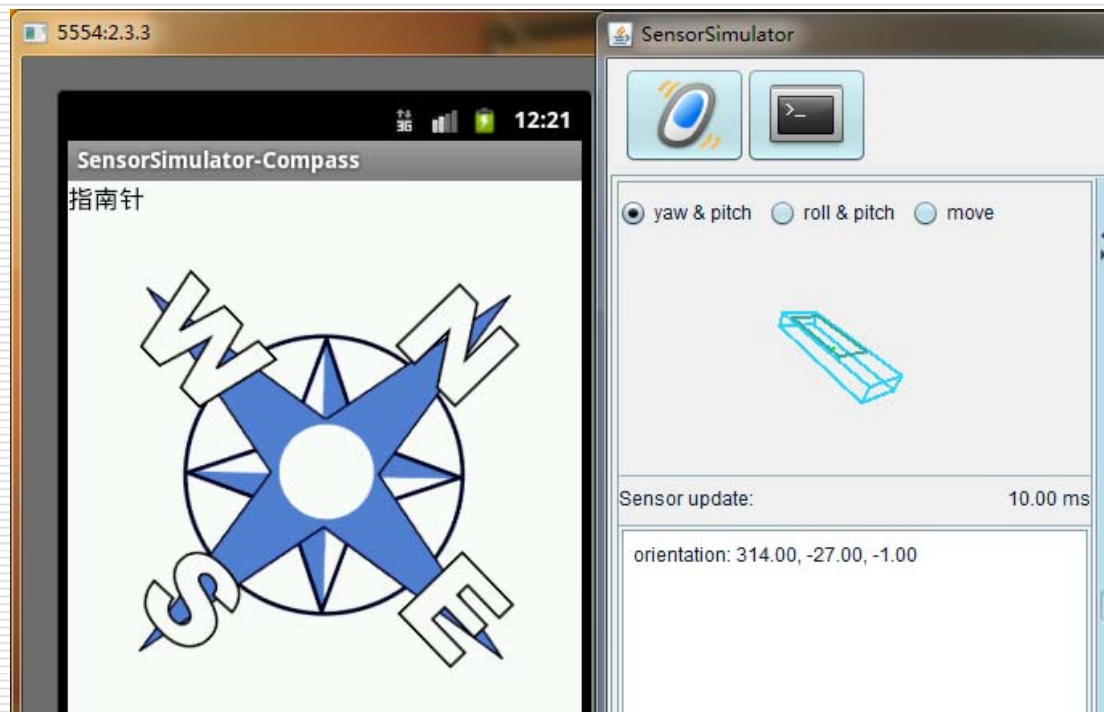 5554:2.3.3
3G 12:21
SensorSimulator-Compass
指南针
W N
S E
SensorSimulator
>_
yaw & pitch roll & pitch move
Sensor update: 10.00 ms
orientation: 314.00, -27.00, -1.00